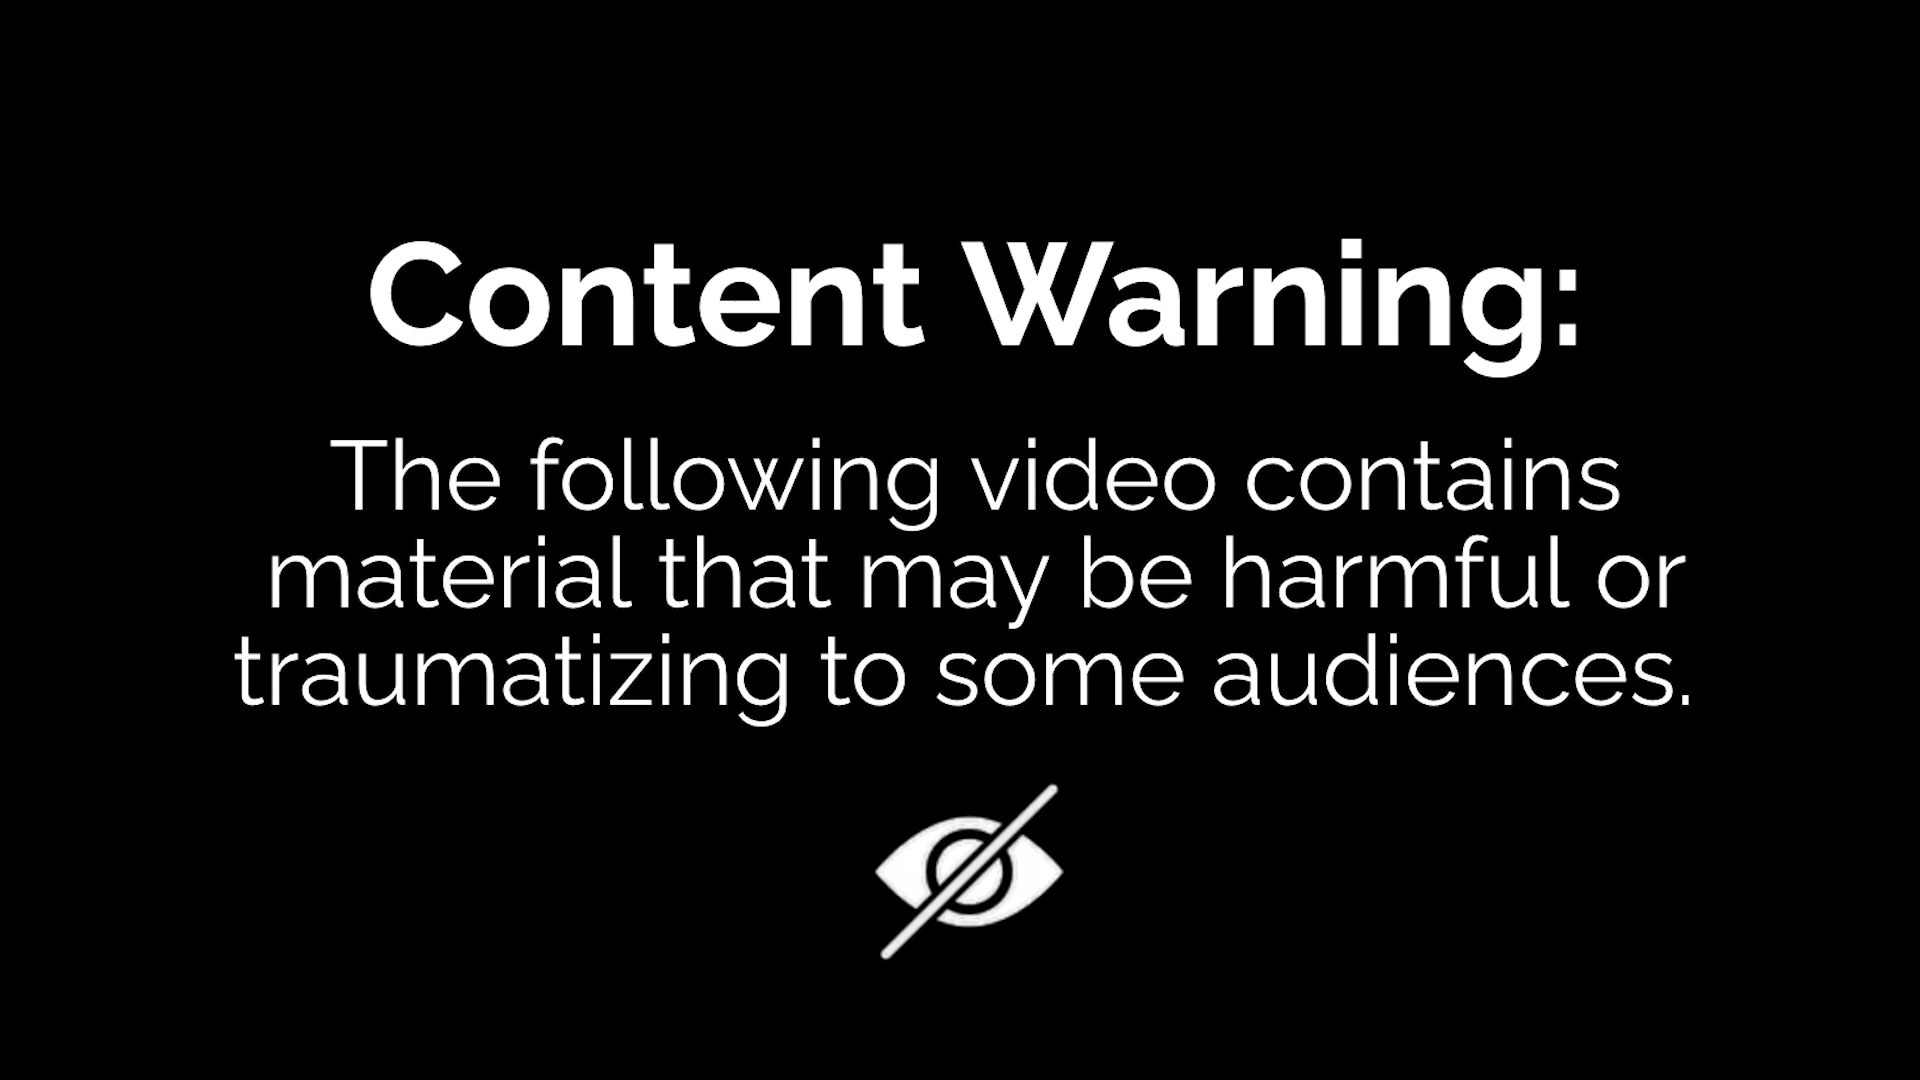 Content Warning:
The following video contains
material that may be harmful or
traumatizing to some audiences.